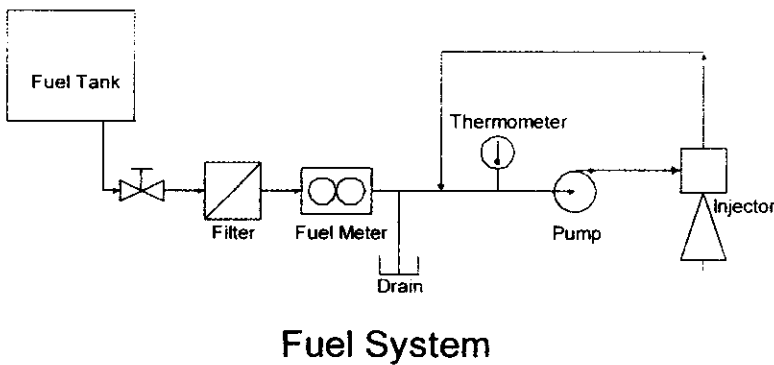 Fuel Tank
Thermometer
Filter
Fuel Meter
Pump
Injector
Drain
Fuel System